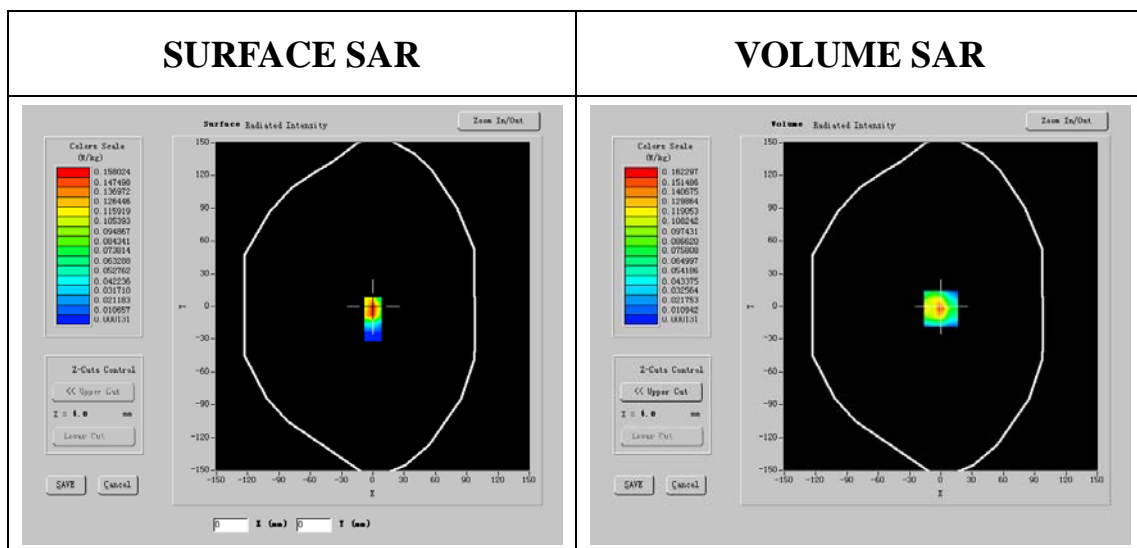 SURFACE SAR
VOLUME SAR
Surface Radiated Intensity
Zoom In/Out
Colors Scale
(W/kg)
0.158024
0.147498
0.136972
0.126446
0.115919
0.105393
0.094867
0.084341
0.073814
0.063288
0.052762
0.042236
0.031710
0.021183
0.010657
0.000131
150
90
60
30
0
-30
-60
-90
-120
-150
Y
-150 -120 -90 -60 -30 0 30 60 90 120 150
X
Z-Cuts Control
<< Upper Cut
Z = 4.0 mm
Lower Cut
SAVE
Cancel
0 X (mm) 0 Y (mm)
Volume Radiated Intensity
Zoom In/Out
Colors Scale
(W/kg)
0.162297
0.151486
0.140675
0.129864
0.119053
0.108242
0.097431
0.086620
0.075808
0.064997
0.054186
0.043375
0.032564
0.021753
0.010942
0.000131
150
90
60
30
0
-30
-60
-90
-120
-150
Y
-150 -120 -90 -60 -30 0 30 60 90 120 150
X
Z-Cuts Control
<< Upper Cut
Z = 4.0 mm
Lower Cut
SAVE
Cancel